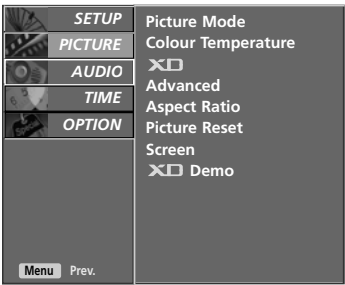 SETUP
PICTURE
AUDIO
TIME
OPTION
Picture Mode
Colour Temperature
XD
Advanced
Aspect Ratio
Picture Reset
Screen
XD Demo
Menu Prev.